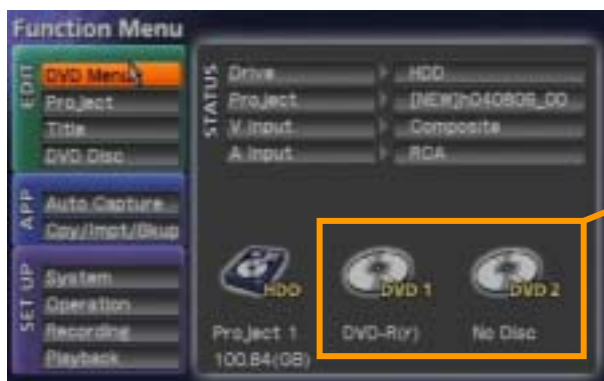 Function Menu
EDIT
DVD Menu
Project
Title
DVD Disc
APP
Auto Capture
Cpy/Impt/Bkup
SET UP
System
Operation
Recording
Playback
STATUS
Drive HDD
Project [NEW]h040806_00
V.Input Composite
A.Input RCA
HDD DVD 1 DVD 2
Project 1 DVD-R(r) No Disc
100.84(GB)